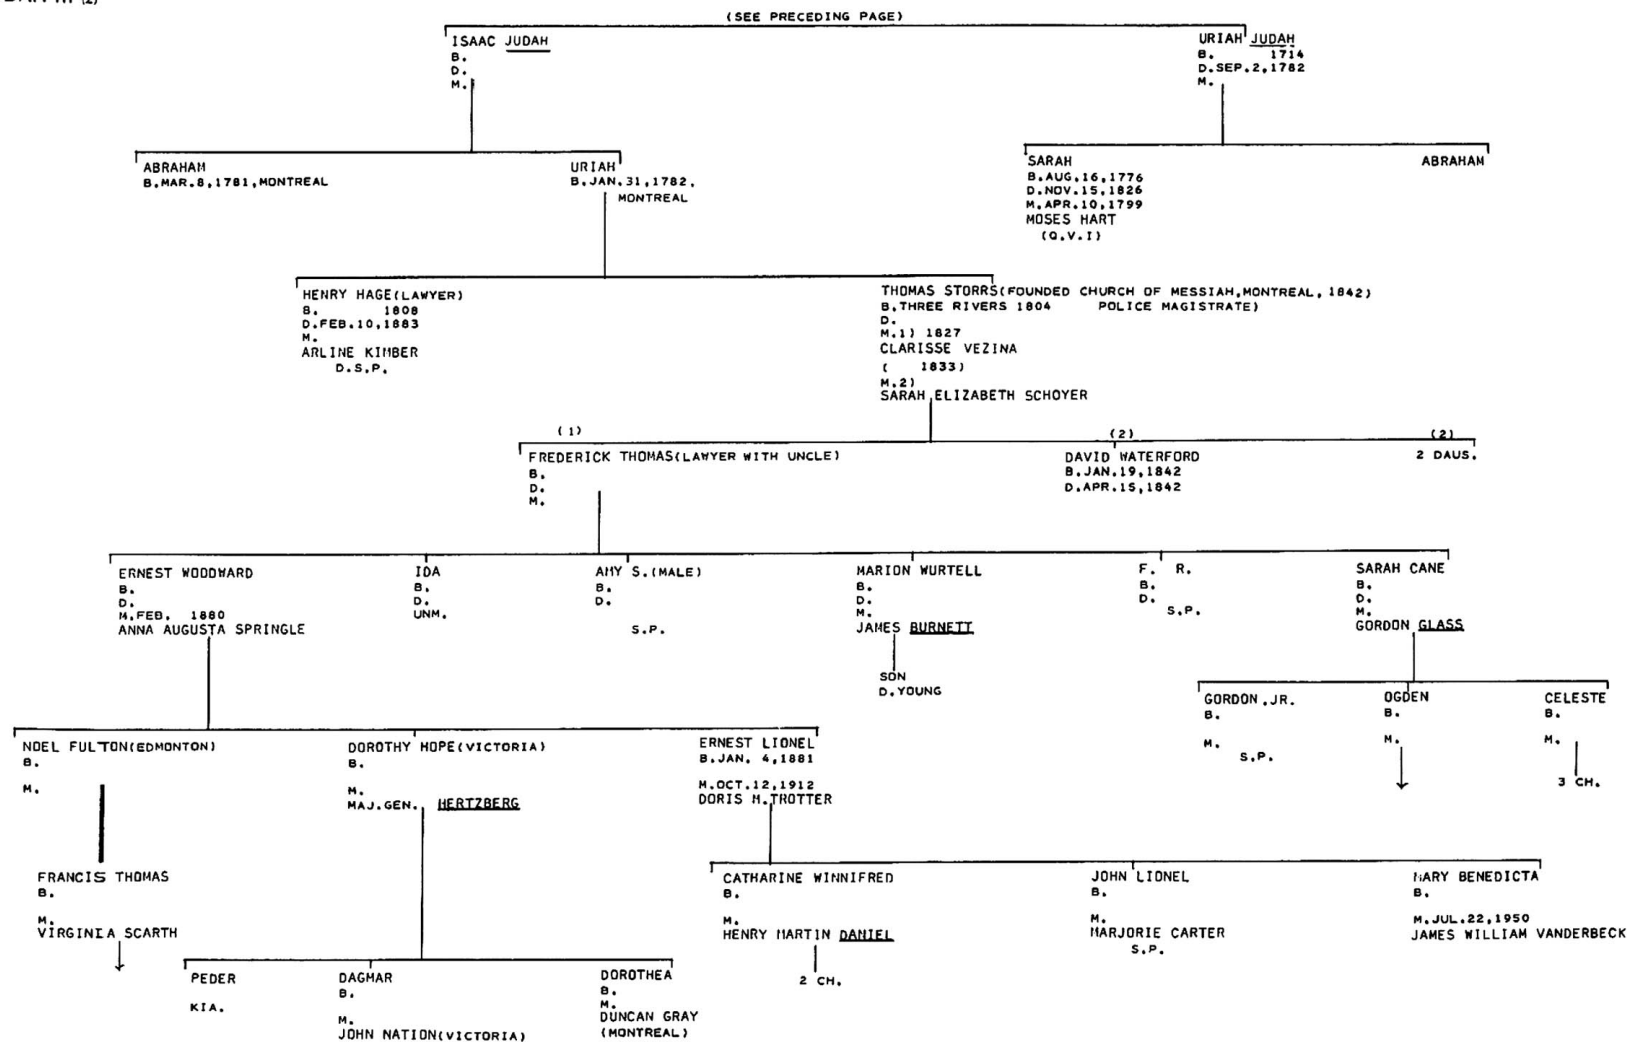 (SEE PRECEDING PAGE)
ISAAC JUDAH
B.
D.
M.
URIAH JUDAH
B. 1714
D.SEP.2,1782
M.
ABRAHAM
B.MAR.8,1781,MONTREAL
URIAH
B.JAN.31,1782,
MONTREAL
SARAH
B.AUG.16,1776
D.NOV.15,1826
M.APR.10,1799
MOSES HART
(Q.V.I)
ABRAHAM
HENRY HAGE(LAWYER)
B. 1808
D.FEB.10,1883
M.
ARLINE KIMBER
D.S.P.
THOMAS STORRS(FOUNDED CHURCH OF MESSIAH,MONTREAL, 1842)
B.THREE RIVERS 1804 POLICE MAGISTRATE)
D.
M.1) 1827
CLARISSE VEZINA
( 1833)
M.2)
SARAH ELIZABETH SCHOYER
(1)
FREDERICK THOMAS(LAWYER WITH UNCLE)
B.
D.
M.
(2)
DAVID WATERFORD
B.JAN.19,1842
D.APR.15,1842
(2)
2 DAUS.
ERNEST WOODWARD
B.
D.
M.FEB. 1880
ANNA AUGUSTA SPRINGLE
IDA
B.
D.
UNM.
AMY S.(MALE)
B.
D.
S.P.
MARION WURTELL
B.
D.
M.
JAMES BURNETT
SON
D.YOUNG
F. R.
B.
D.
S.P.
SARAH CANE
B.
D.
M.
GORDON GLASS
GORDON,JR.
B.
M.
S.P.
OGDEN
B.
M.
CELESTE
B.
M.
3 CH.
NOEL FULTON(EDMONTON)
B.
M.
DOROTHY HOPE(VICTORIA)
B.
M.
MAJ.GEN. HERTZBERG
ERNEST LIONEL
B.JAN. 4,1881
M.OCT.12,1912
DORIS M.TROTTER
FRANCIS THOMAS
B.
M.
VIRGINIA SCARTH
CATHARINE WINNIFRED
B.
M.
HENRY MARTIN DANIEL
2 CH.
JOHN LIONEL
B.
M.
MARJORIE CARTER
S.P.
MARY BENEDICTA
B.
M.JUL.22,1950
JAMES WILLIAM VANDERBECK
PEDER
KIA.
DAGMAR
B.
M.
JOHN NATION(VICTORIA)
DOROTHEA
B.
M.
DUNCAN GRAY
(MONTREAL)